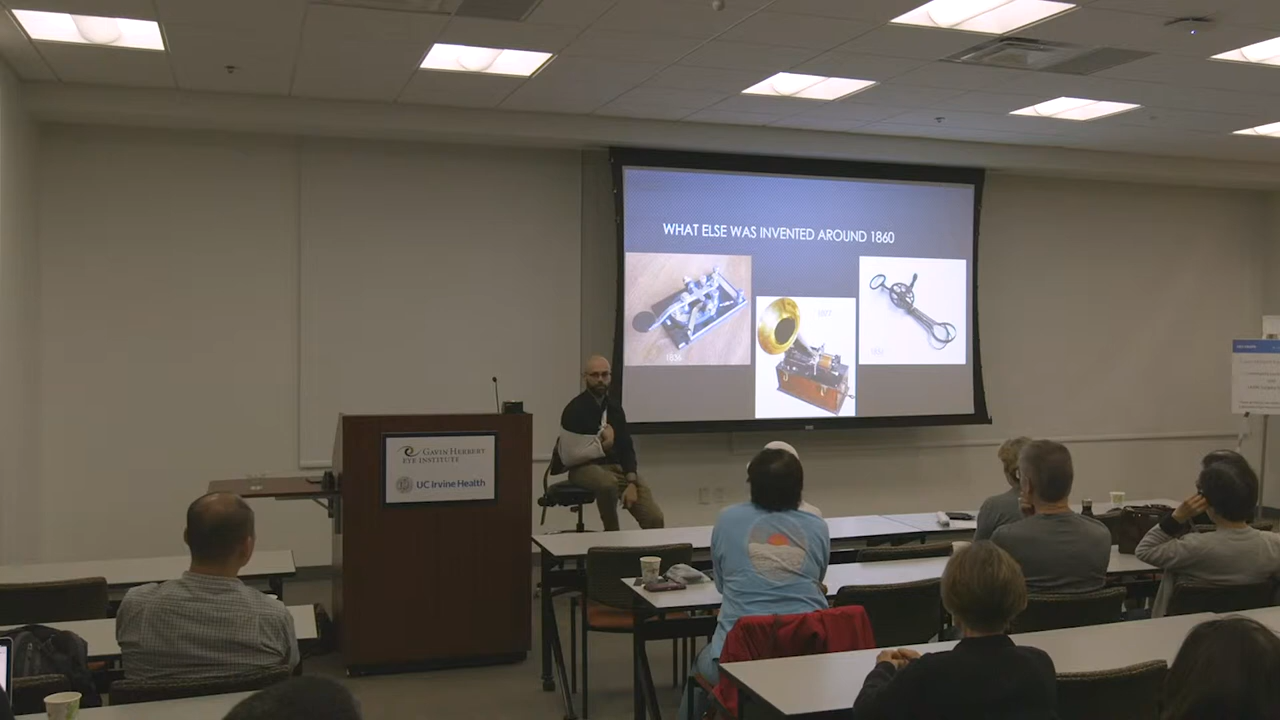 WHAT ELSE WAS INVENTED AROUND 1860
1856
1877
GAVIN HERBERT
EYE INSTITUTE
UC Irvine Health